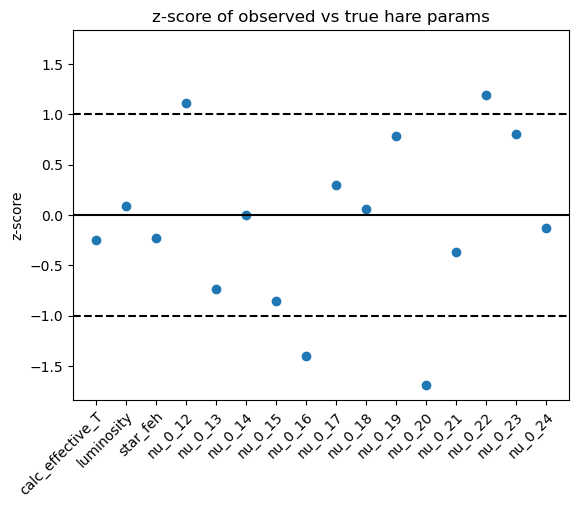 z-score of observed vs true hare params
z-score
1.5
1.0
0.5
0.0
−0.5
−1.0
−1.5
calc_effective_T
luminosity
star_feh
nu_0_12
nu_0_13
nu_0_14
nu_0_15
nu_0_16
nu_0_17
nu_0_18
nu_0_19
nu_0_20
nu_0_21
nu_0_22
nu_0_23
nu_0_24